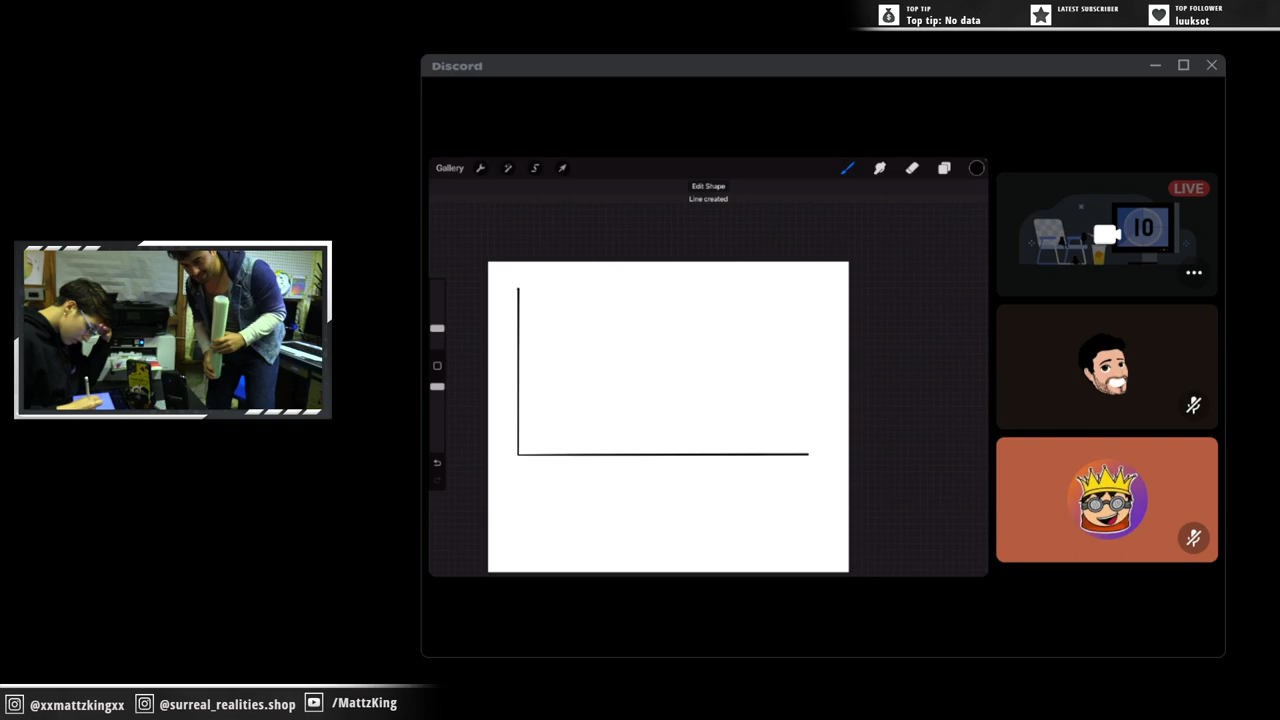 TOP TIP
Top tip: No data
LATEST SUBSCRIBER
TOP FOLLOWER
luuksot
Discord
Gallery
Edit Shape
Line created
LIVE
10
@xxmattzkingxx
@surreal_realities.shop
/MattzKing